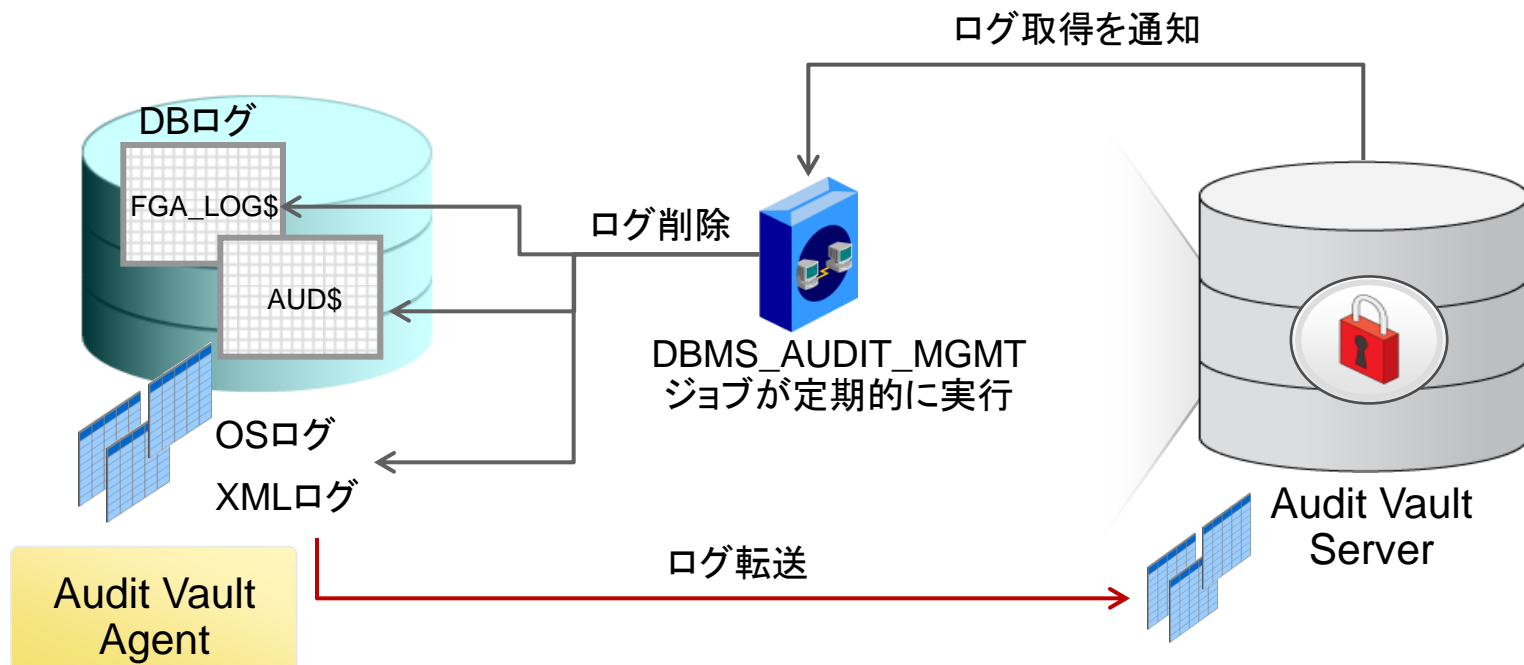 ログ取得を通知
DBログ
FGA_LOG$
AUD$
ログ削除
DBMS_AUDIT_MGMT
ジョブが定期的に実行
OSログ
XMLログ
Audit Vault
Server
ログ転送
Audit Vault
Agent